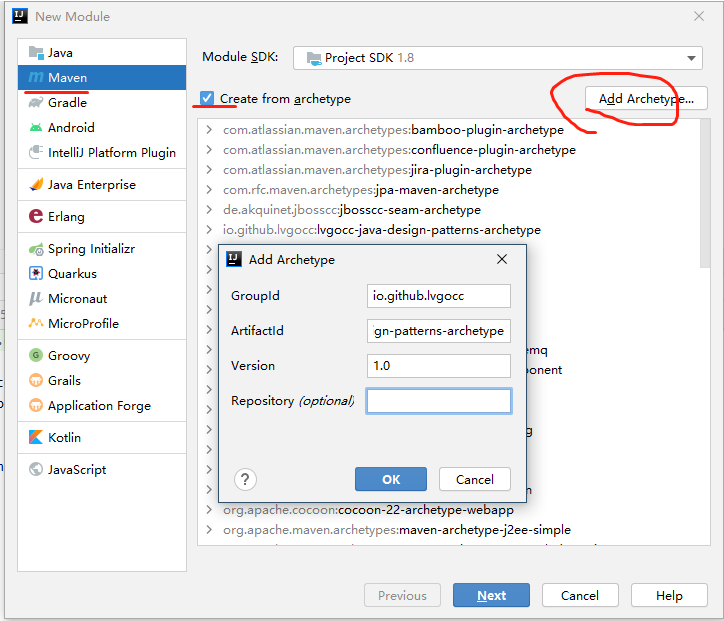 New Module
Java
Maven
Gradle
Android
IntelliJ Platform Plugin
Java Enterprise
Erlang
Spring Initializr
Quarkus
Micronaut
MicroProfile
Groovy
Grails
Application Forge
Kotlin
JavaScript
Module SDK:
Project SDK 1.8
Create from archetype
Add Archetype...
com.atlassian.maven.archetypes:bamboo-plugin-archetype
com.atlassian.maven.archetypes:confluence-plugin-archetype
com.atlassian.maven.archetypes:jira-plugin-archetype
com.rfc.maven.archetypes:jpa-maven-archetype
de.akquinet.jbosscc:jbosscc-seam-archetype
io.github.lvgocc:lvgocc-java-design-patterns-archetype
Add Archetype
GroupId
io.github.lvgocc
ArtifactId
gn-patterns-archetype
Version
1.0
Repository (optional)
?
OK
Cancel
emq
ponent
org.apache.cocoon:cocoon-22-archetype-webapp
org.apache.maven.archetypes:maven-archetype-j2ee-simple
Previous
Next
Cancel
Help